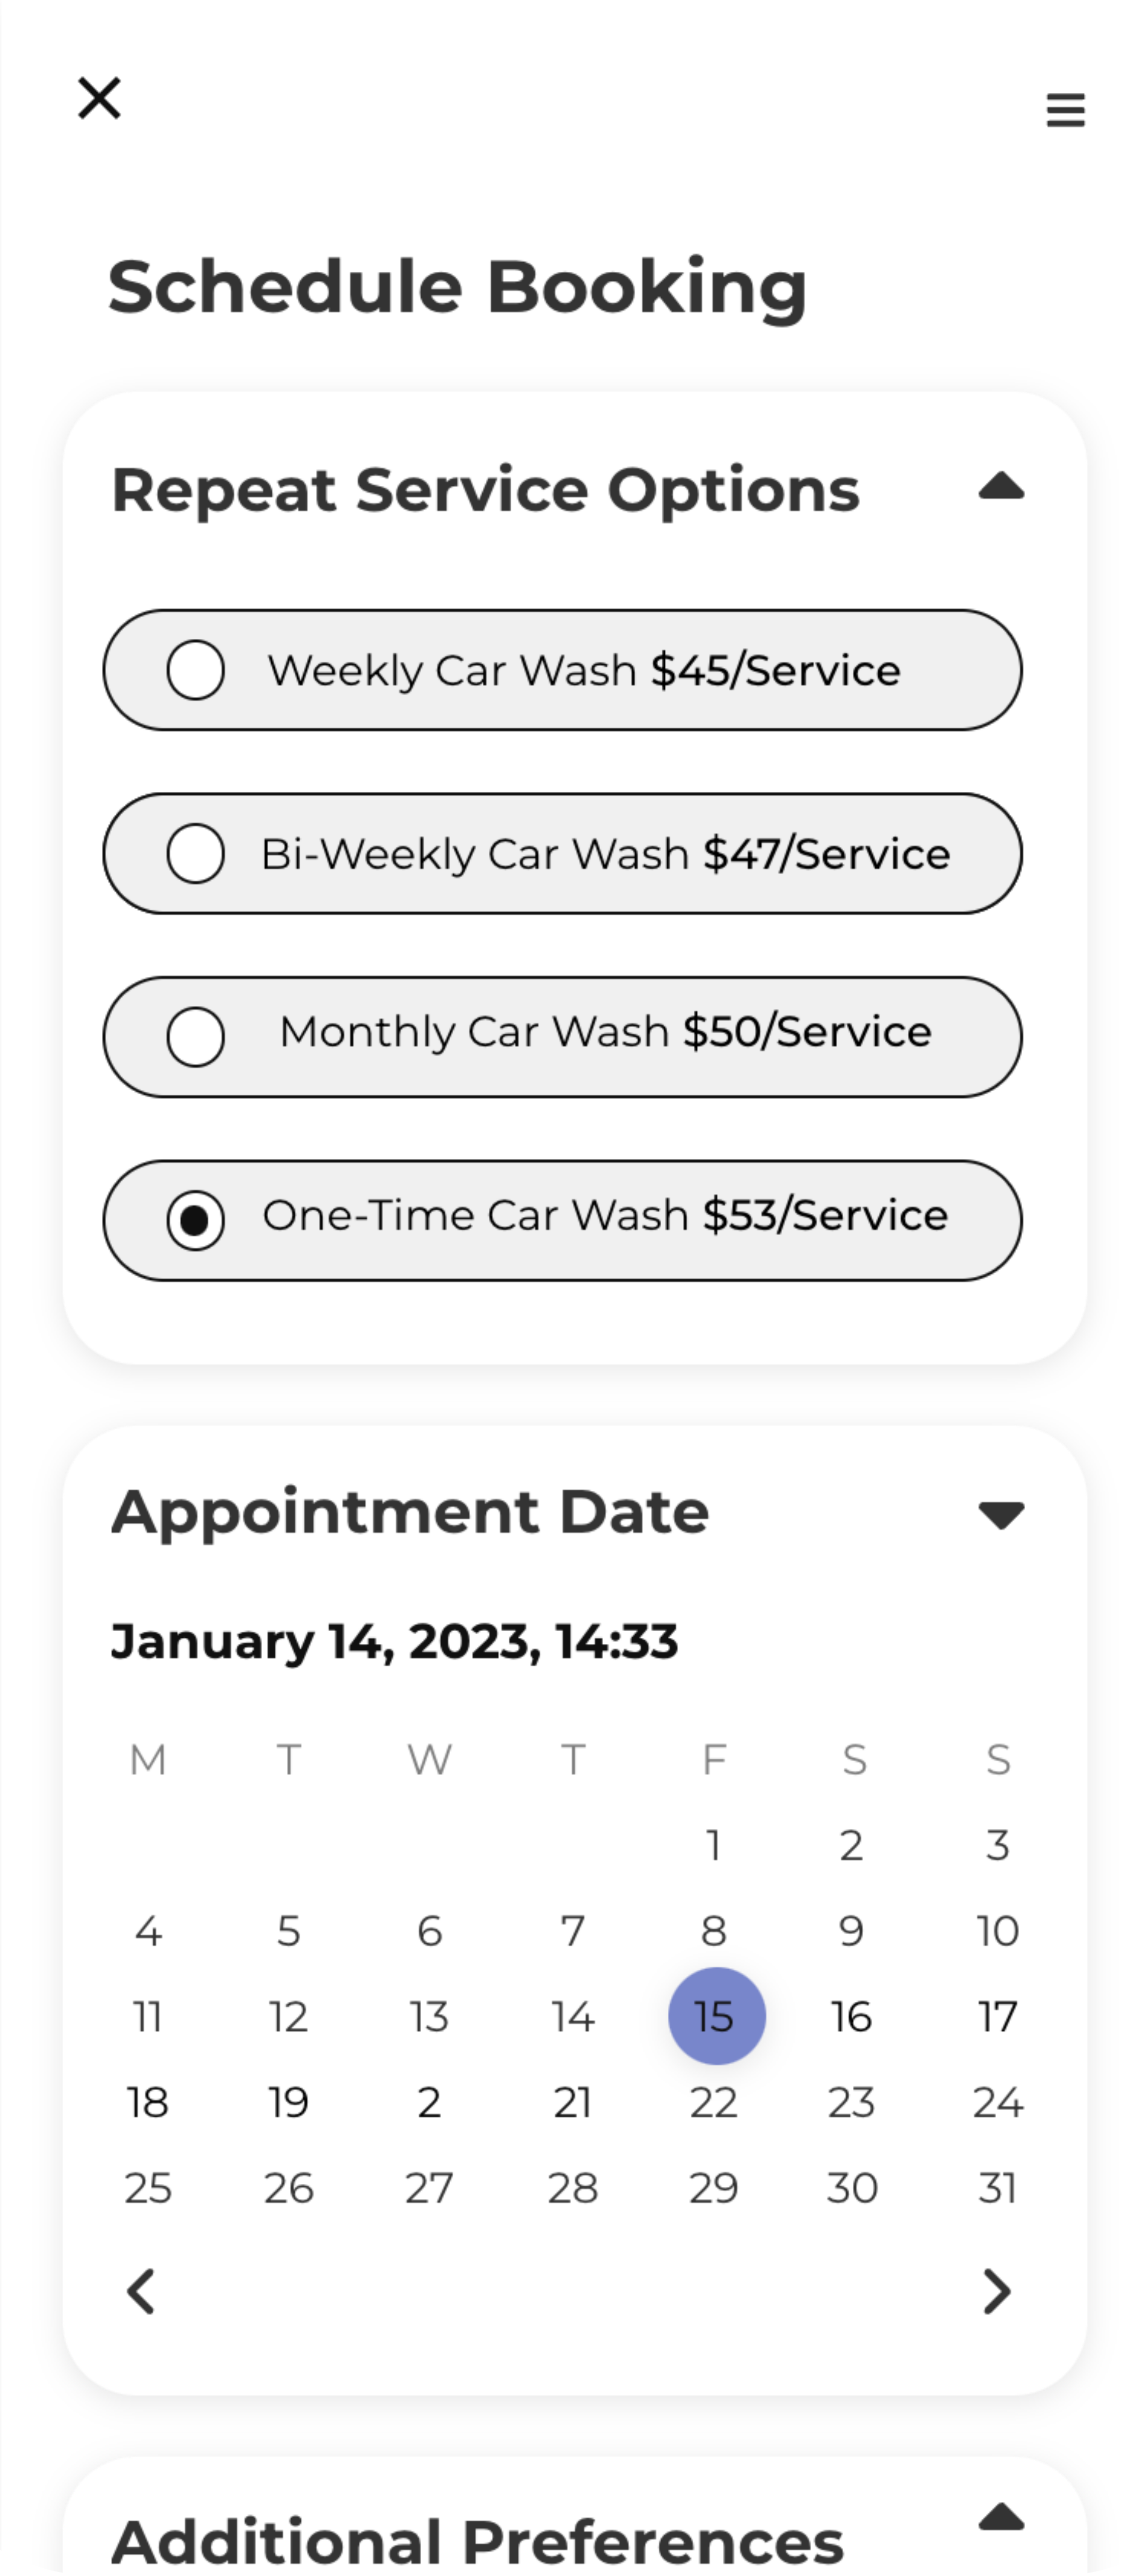 Schedule Booking
Repeat Service Options
Weekly Car Wash $45/Service
Bi-Weekly Car Wash $47/Service
Monthly Car Wash $50/Service
One-Time Car Wash $53/Service
Appointment Date
January 14, 2023, 14:33
M T W T F S S
1 2 3
4 5 6 7 8 9 10
11 12 13 14 15 16 17
18 19 2 21 22 23 24
25 26 27 28 29 30 31
Additional Preferences